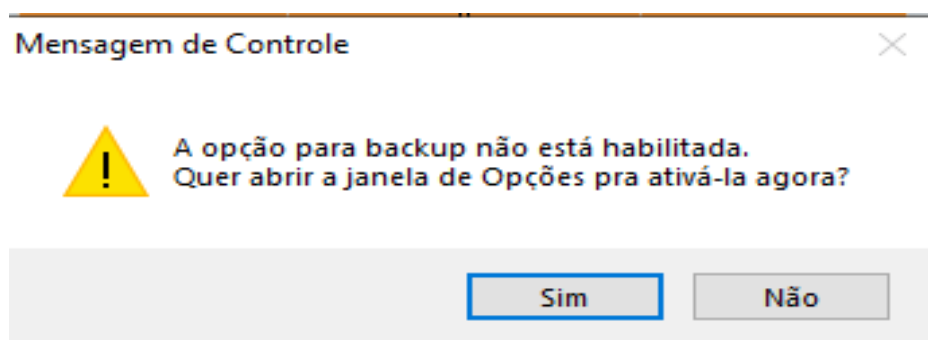 Mensagem de Controle
A opção para backup não está habilitada.
Quer abrir a janela de Opções pra ativá-la agora?
Sim
Não